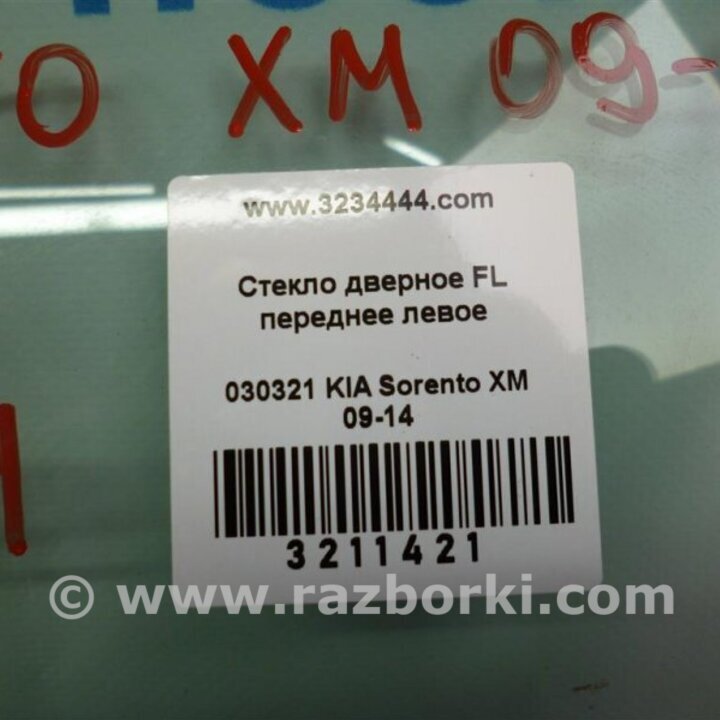 XM 09-
www.3234444.com
Стекло дверное FL
переднее левое
030321 KIA Sorento XM
09-14
3211421
© www.razborki.com